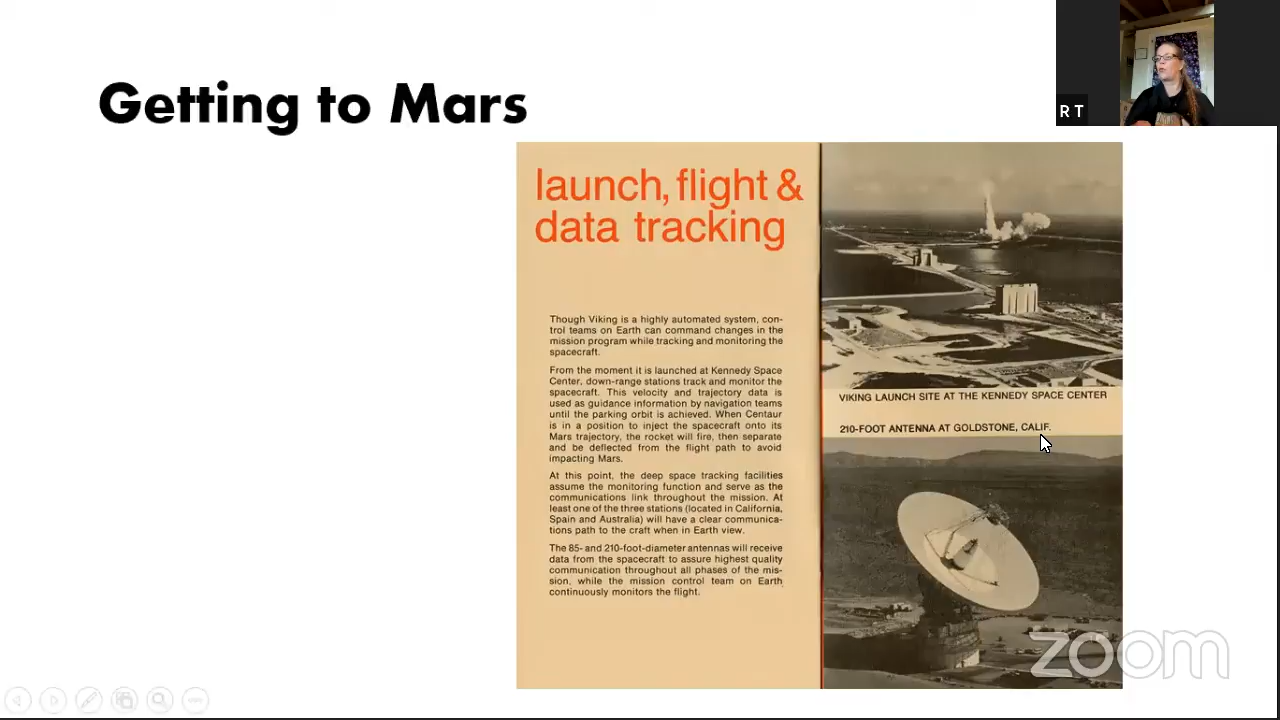 Getting to Mars
R T
launch, flight &
data tracking
Though Viking is a highly automated system, con-
trol teams on Earth can command changes in the
mission program while tracking and monitoring the
spacecraft.
From the moment it is launched at Kennedy Space
Center, down-range stations track and monitor the
spacecraft. This velocity and trajectory data is
used as guidance information by navigation teams
until the parking orbit is achieved. When Centaur
is in a position to inject the spacecraft onto its
Mars trajectory, the rocket will fire, then separate
and be deflected from the flight path to avoid
impacting Mars.
At this point, the deep space tracking facilities
assume the monitoring function and serve as the
communications link throughout the mission. At
least one of the three stations (located in California,
Spain and Australia) will have a clear communica-
tions path to the craft when in Earth view.
The 85- and 210-foot-diameter antennas will receive
data from the spacecraft to assure highest quality
communication throughout all phases of the mis-
sion, while the mission control team on Earth
continuously monitors the flight.
VIKING LAUNCH SITE AT THE KENNEDY SPACE CENTER
210-FOOT ANTENNA AT GOLDSTONE, CALIF.
zoom